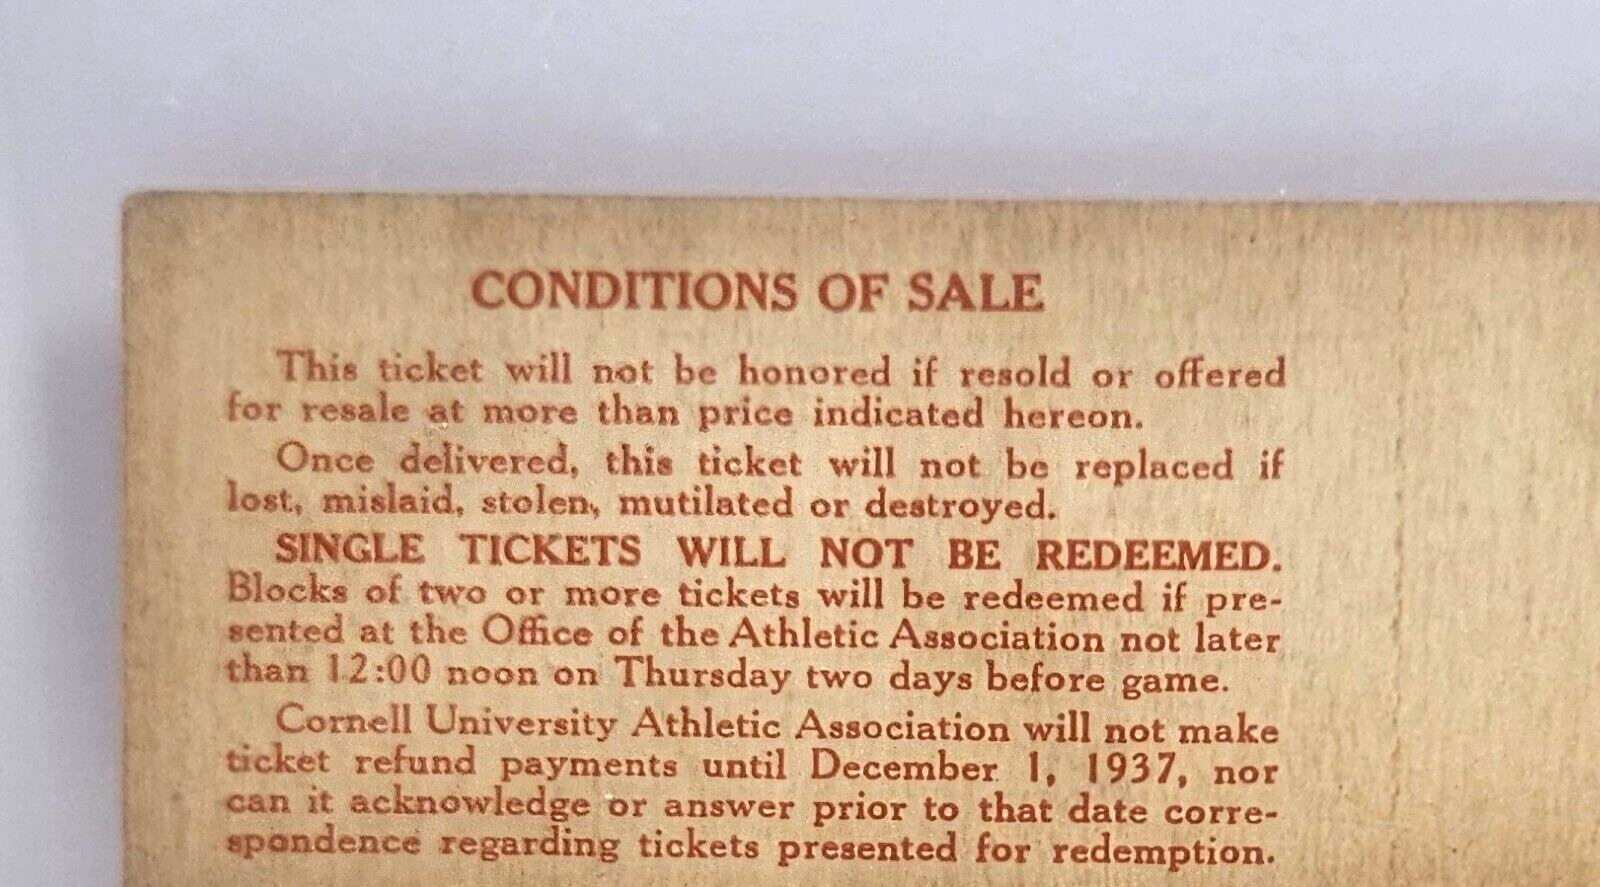 CONDITIONS OF SALE
This ticket will not be honored if resold or offered
for resale at more than price indicated hereon.
Once delivered, this ticket will not be replaced if
lost, mislaid, stolen, mutilated or destroyed.
SINGLE TICKETS WILL NOT BE REDEEMED.
Blocks of two or more tickets will be redeemed if pre-
sented at the Office of the Athletic Association not later
than 12:00 noon on Thursday two days before game.
Cornell University Athletic Association will not make
ticket refund payments until December 1, 1937, nor
can it acknowledge or answer prior to that date corre-
spondence regarding tickets presented for redemption.